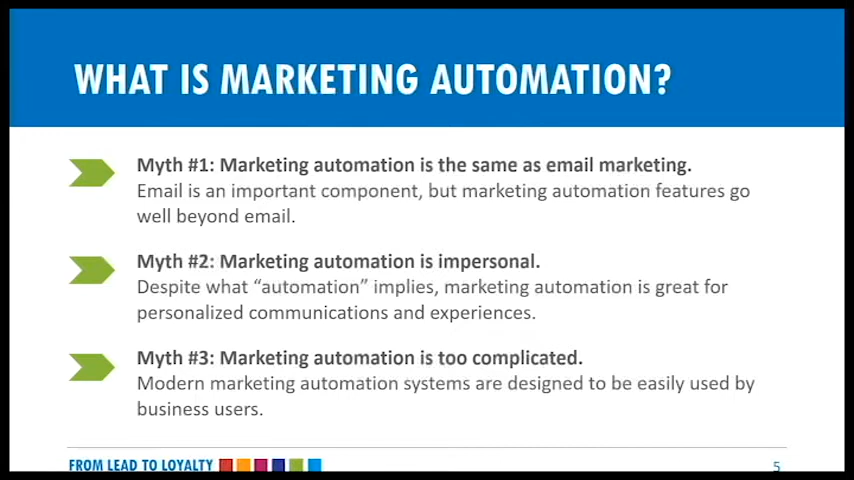 WHAT IS MARKETING AUTOMATION?
Myth #1: Marketing automation is the same as email marketing.
Email is an important component, but marketing automation features go
well beyond email.
Myth #2: Marketing automation is impersonal.
Despite what “automation” implies, marketing automation is great for
personalized communications and experiences.
Myth #3: Marketing automation is too complicated.
Modern marketing automation systems are designed to be easily used by
business users.
FROM LEAD TO LOYALTY
5